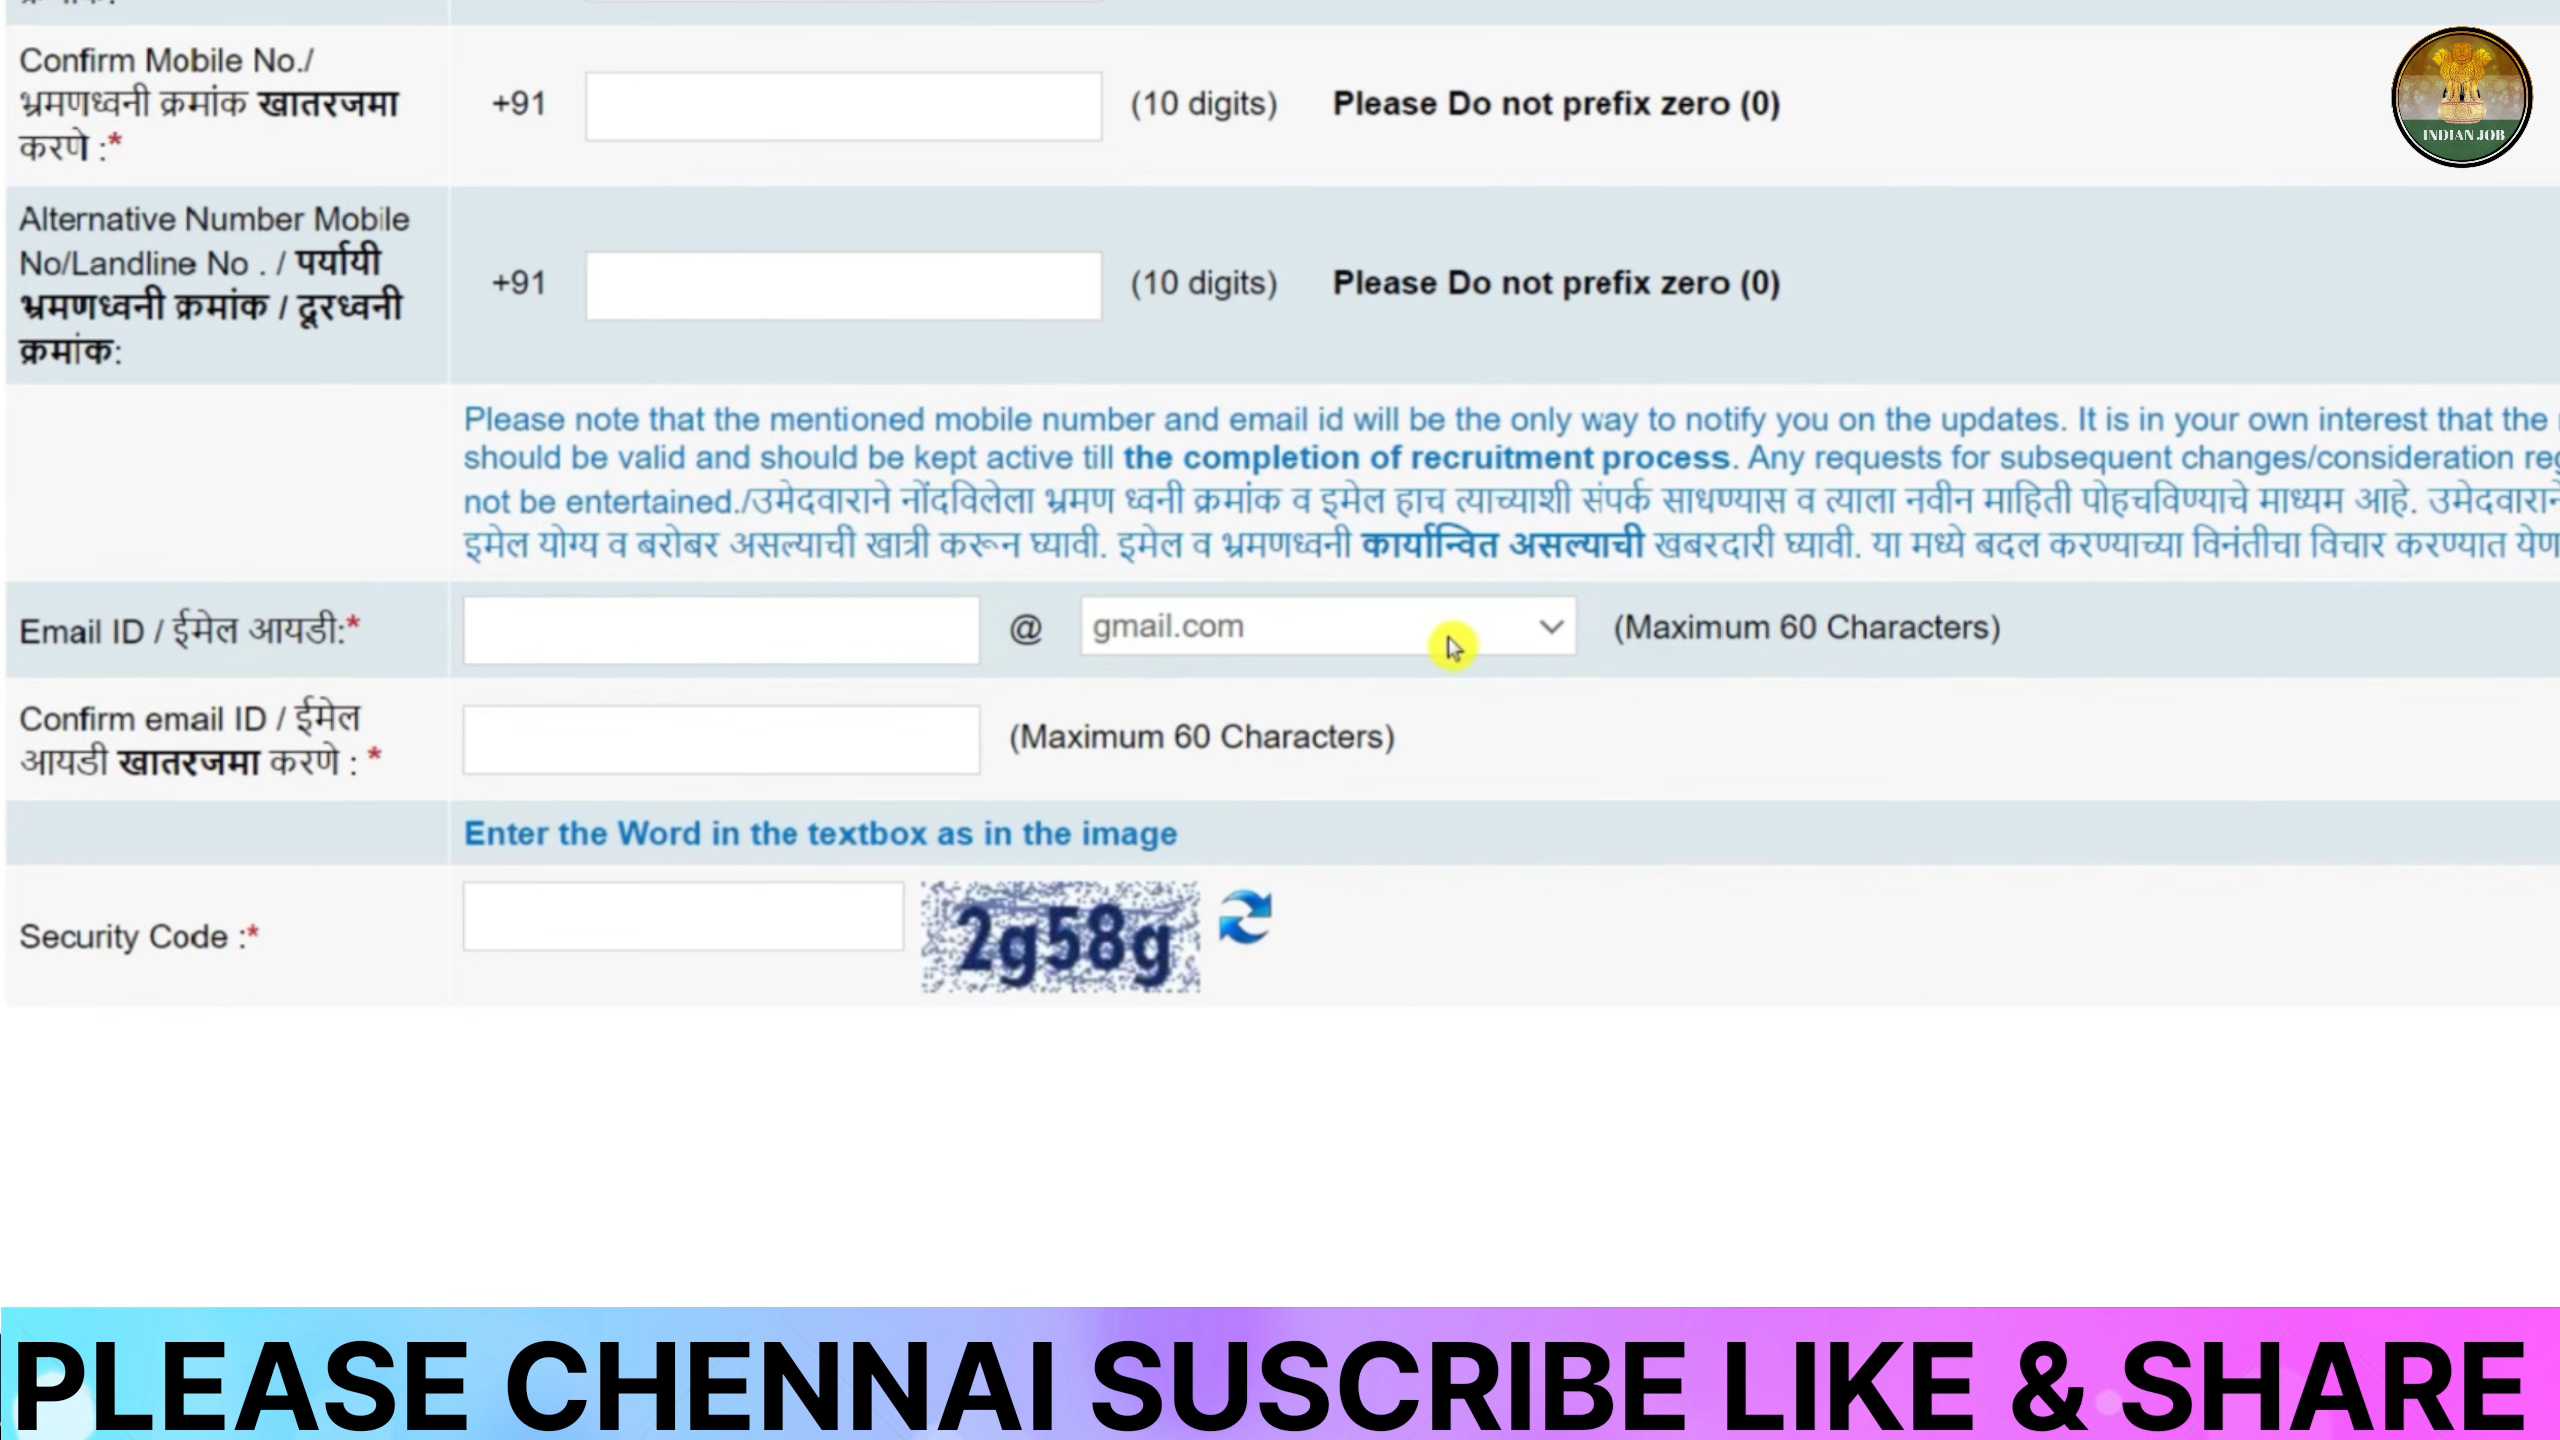 Confirm Mobile No./
भ्रमणध्वनी क्रमांक खातरजमा
करणे :*
+91
(10 digits)
Please Do not prefix zero (0)
INDIAN JOB
Alternative Number Mobile
No/Landline No . / पर्यायी
भ्रमणध्वनी क्रमांक / दूरध्वनी
क्रमांक:
+91
(10 digits)
Please Do not prefix zero (0)
Please note that the mentioned mobile number and email id will be the only way to notify you on the updates. It is in your own interest that the
should be valid and should be kept active till the completion of recruitment process. Any requests for subsequent changes/consideration
not be entertained./उमेदवाराने नोंदविलेला भ्रमण ध्वनी क्रमांक व इमेल हाच त्याच्याशी संपर्क साधण्यास व त्याला नवीन माहिती पोहचविण्याचे माध्यम आहे. उमेदवाराने
इमेल योग्य व बरोबर असल्याची खात्री करून घ्यावी. इमेल व भ्रमणध्वनी कार्यान्वित असल्याची खबरदारी घ्यावी. या मध्ये बदल करण्याच्या विनंतीचा विचार करण्यात
Email ID / ईमेल आयडी:*
@
gmail.com
(Maximum 60 Characters)
Confirm email ID / ईमेल
आयडी खातरजमा करणे : *
(Maximum 60 Characters)
Enter the Word in the textbox as in the image
Security Code :*
2g58g
PLEASE CHENNAI SUSCRIBE LIKE & SHARE